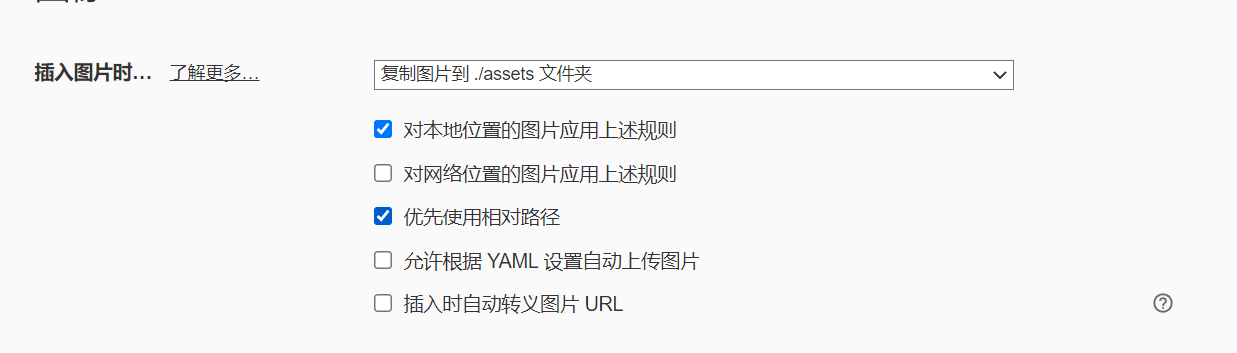 插入图片时... 了解更多...
复制图片到 ./assets 文件夹
对本地位置的图片应用上述规则
对网络位置的图片应用上述规则
优先使用相对路径
允许根据 YAML 设置自动上传图片
插入时自动转义图片 URL